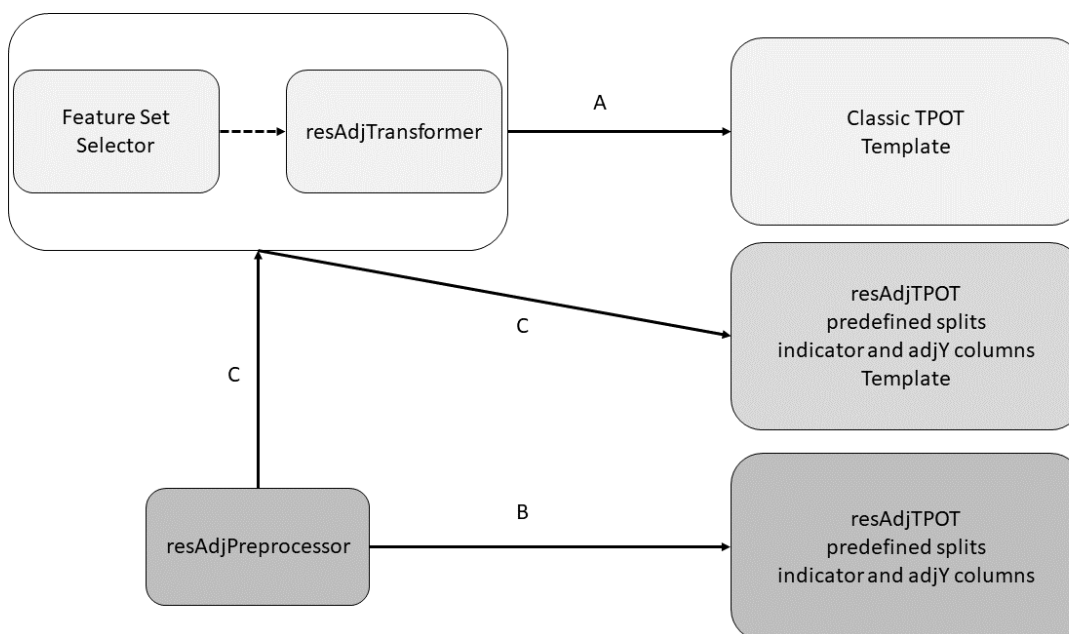 Feature Set
Selector
resAdjTransformer
A
Classic TPOT
Template
C
resAdjTPOT
predefined splits
indicator and adjY columns
Template
C
resAdjPreprocessor
B
resAdjTPOT
predefined splits
indicator and adjY columns